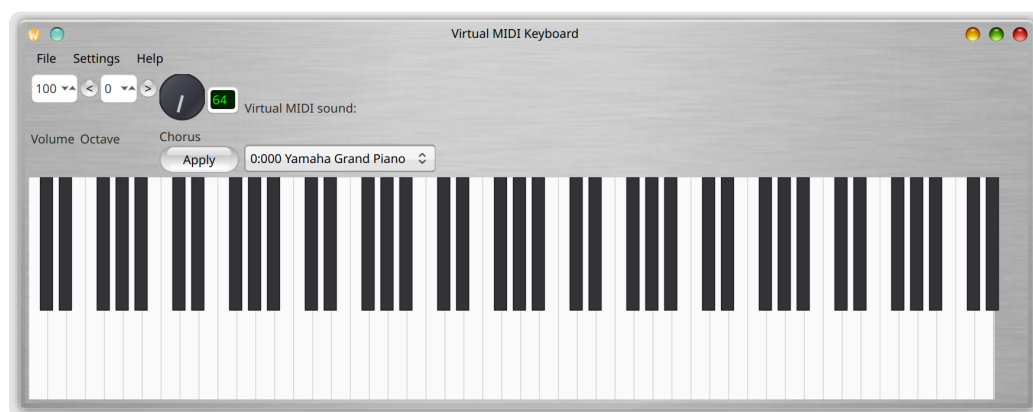 W
Virtual MIDI Keyboard
File Settings Help
100 < 0 >
64
Virtual MIDI sound:
Volume Octave
Chorus
Apply
0:000 Yamaha Grand Piano